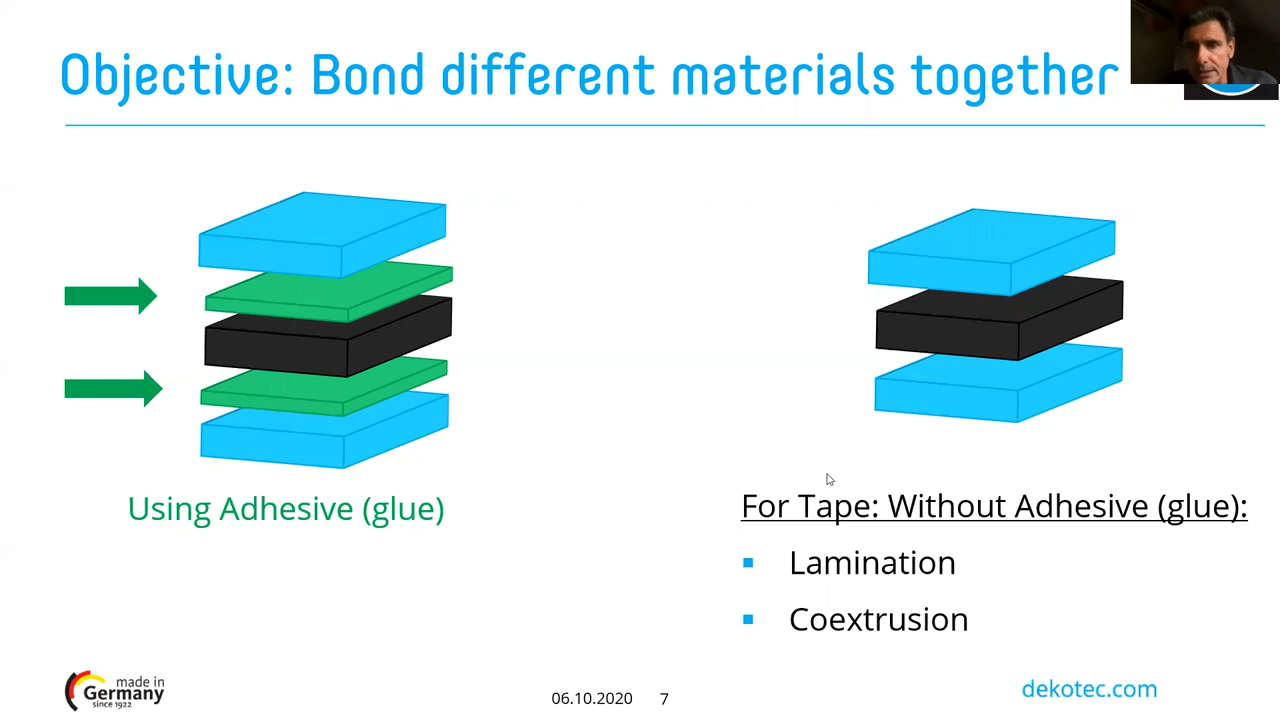 Objective: Bond different materials together
Using Adhesive (glue)
For Tape: Without Adhesive (glue):
▪ Lamination
▪ Coextrusion
made in
Germany
since 1922
06.10.2020 7
dekotec.com